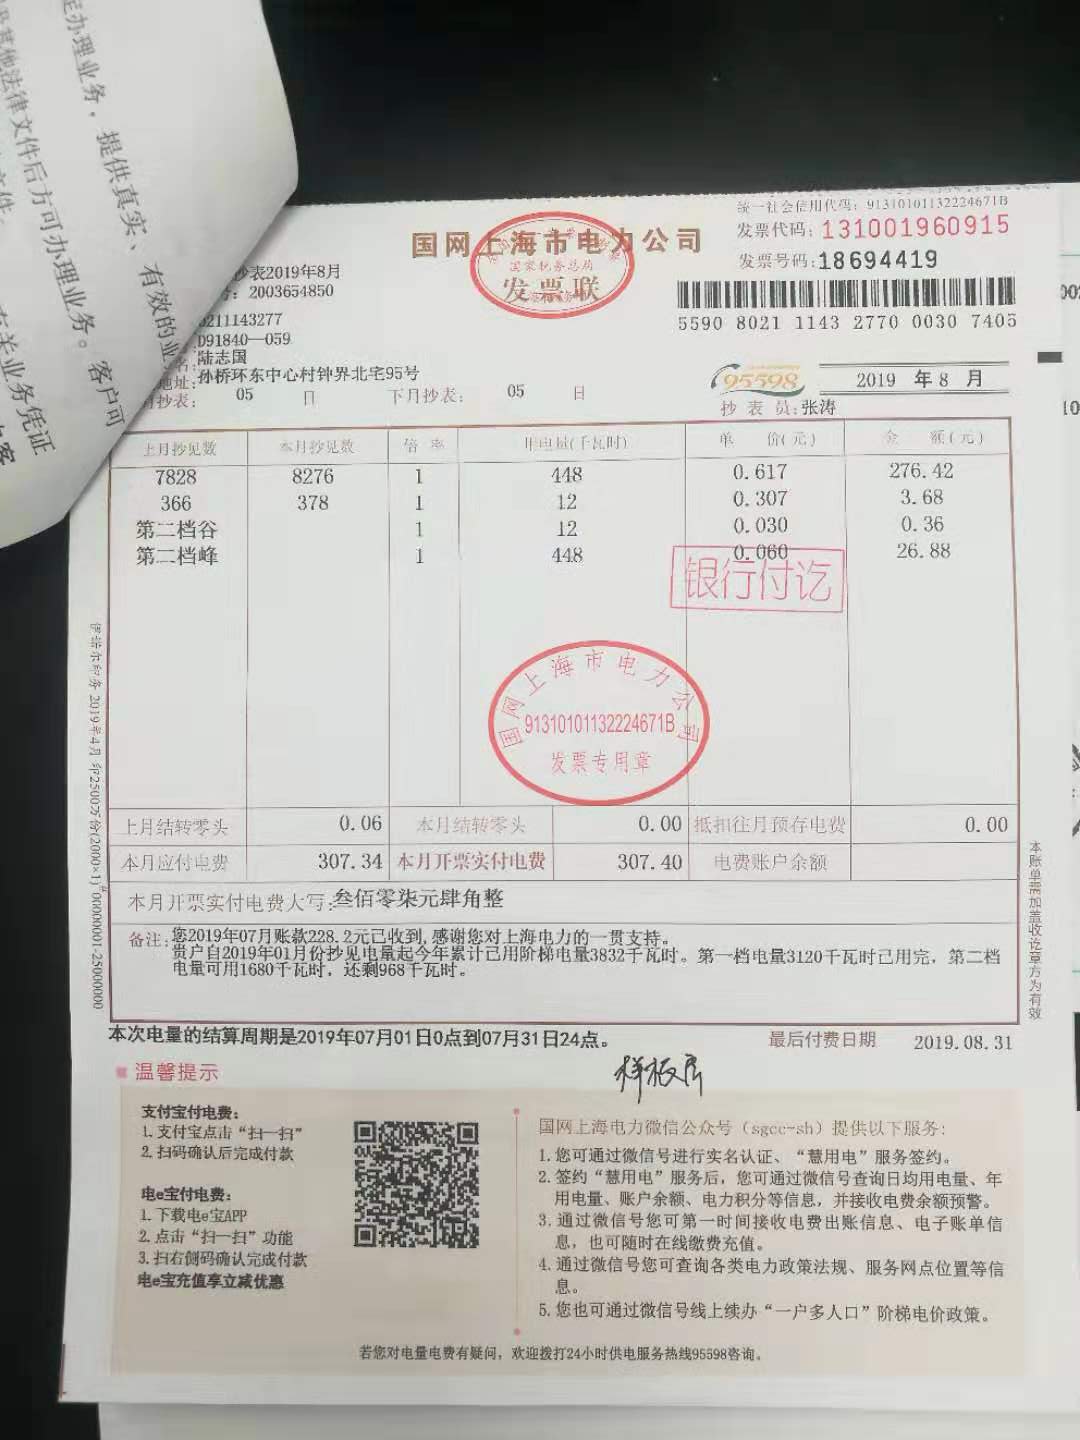 定办理业务，提供真实、有效的业
其他法律文件后方可办理业务。客户可
有关业务凭证
统一社会信用代码：91310101132224671B
国网上海市电力公司
发票代码:131001960915
国家税务总局
发票联
发票号码:18694419
抄表2019年8月
号：2003654850
5590 8021 1143 2770 0030 7405
0211143277
D91840—059
名:陆志国
地址:孙桥环东中心村钟界北宅95号
95598
2019 年 8 月
月抄表： 05 日 下月抄表： 05 日
抄 表 员:张涛
上月抄见数 本月抄见数 倍 率 用电量(千瓦时) 单 价(元) 金 额(元)
7828 8276 1 448 0.617 276.42
366 378 1 12 0.307 3.68
第二档谷 1 12 0.030 0.36
第二档峰 1 448 0.060 26.88
银行付讫
国网上海市电力公司
91310101132224671B
发票专用章
上月结转零头 0.06 本月结转零头 0.00 抵扣往月预存电费 0.00
本月应付电费 307.34 本月开票实付电费 307.40 电费账户余额
本月开票实付电费大写:叁佰零柒元肆角整
备注:您2019年07月账款228.2元已收到,感谢您对上海电力的一贯支持。
贵户自2019年01月份抄见电量起今年累计已用阶梯电量3832千瓦时。第一档电量3120千瓦时已用完，第二档
电量可用1680千瓦时，还剩968千瓦时。
本账单需加盖收讫章方为有效
本次电量的结算周期是2019年07月01日0点到07月31日24点。
最后付费日期 2019.08.31
样板房
温馨提示
支付宝付电费：
1.支付宝点击“扫一扫”
2.扫码确认后完成付款
电e宝付电费：
1.下载电e宝APP
2.点击“扫一扫”功能
3.扫右侧码确认完成付款
电e宝充值享立减优惠
国网上海电力微信公众号（sgcc-sh）提供以下服务:
1.您可通过微信号进行实名认证、“慧用电”服务签约。
2.签约“慧用电”服务后，您可通过微信号查询日均用电量、年
用电量、账户余额、电力积分等信息，并接收电费余额预警。
3.通过微信号您可第一时间接收电费出账信息、电子账单信
息，也可随时在线缴费充值。
4.通过微信号您可查询各类电力政策法规、服务网点位置等信
息。
5.您也可通过微信号线上续办“一户多人口”阶梯电价政策。
若您对电量电费有疑问，欢迎拨打24小时供电服务热线95598咨询。